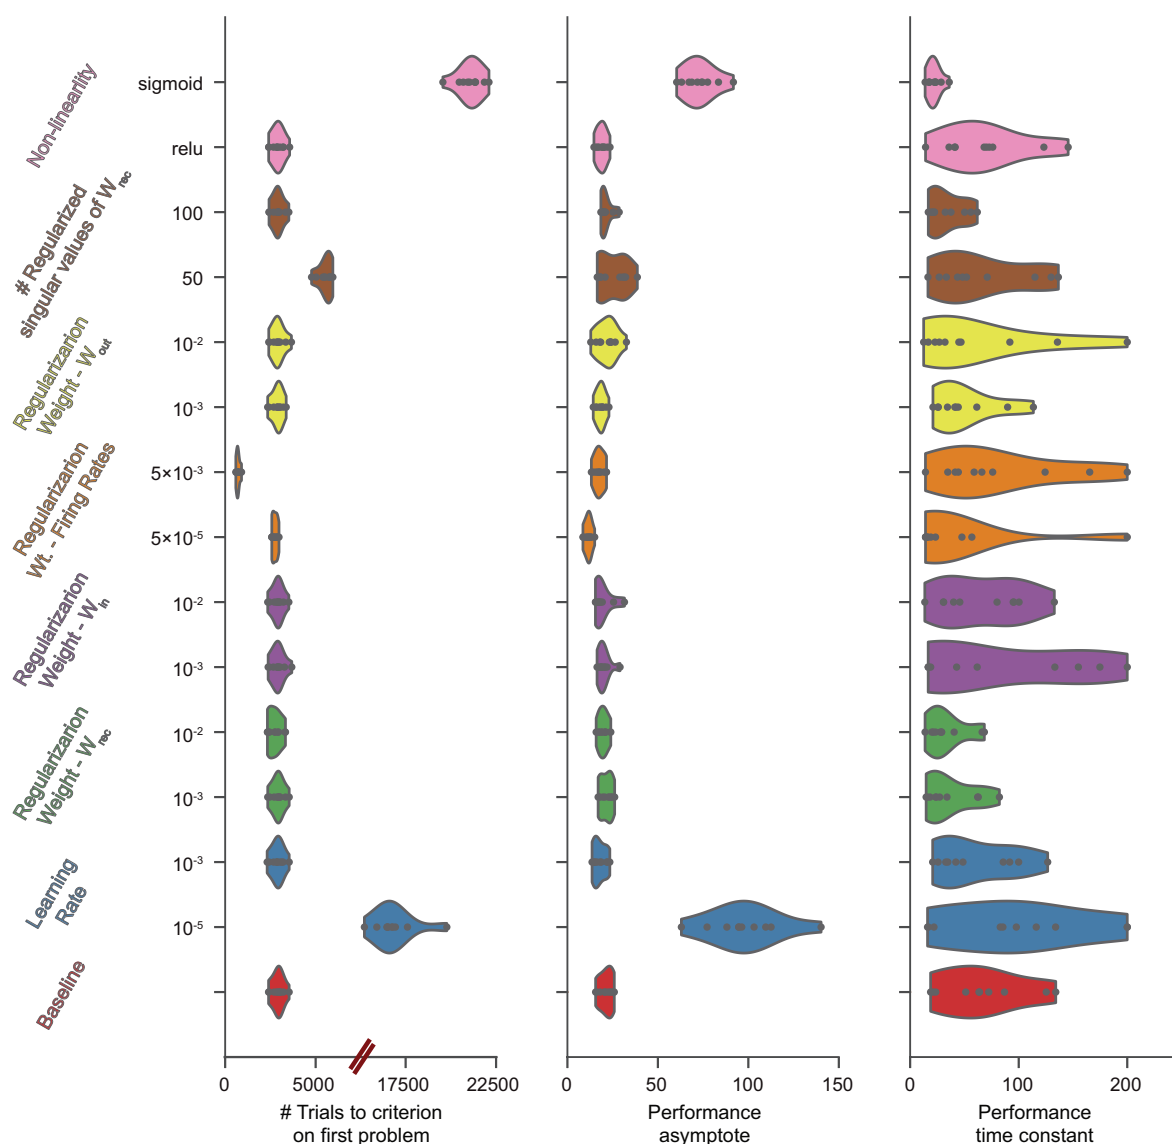 Non-linearlity
sigmoid
relu
# Regularized
singular values of W_rec
100
50
Regularizarion
Weight - W_out
10^-2
10^-3
Regularizarion
Wt. - Firing Rates
5×10^-3
5×10^-5
Regularizarion
Weight - W_in
10^-2
10^-3
Regularizarion
Weight - W_rec
10^-2
10^-3
Learning
Rate
10^-3
10^-5
Baseline
0 5000 17500 22500
# Trials to criterion
on first problem
0 50 100 150
Performance
asymptote
0 100 200
Performance
time constant